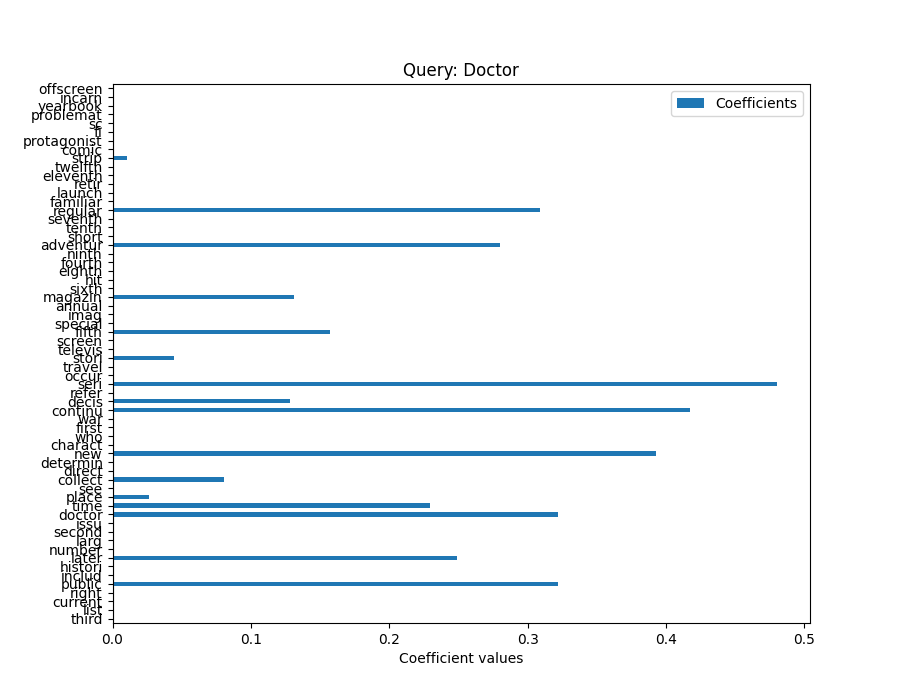 Query: Doctor
Coefficients
offscreen
incarn
yearbook
problemat
sc
fi
protagonist
comic
strip
twelfth
eleventh
retir
launch
familiar
regular
seventh
tenth
short
adventur
ninth
fourth
eighth
hit
sixth
magazin
annual
imag
special
fifth
screen
televis
stori
travel
occur
seri
refer
decis
continu
war
first
who
charact
new
determin
direct
collect
see
place
time
doctor
issu
second
larg
number
later
histori
includ
public
right
current
list
third
0.0 0.1 0.2 0.3 0.4 0.5
Coefficient values